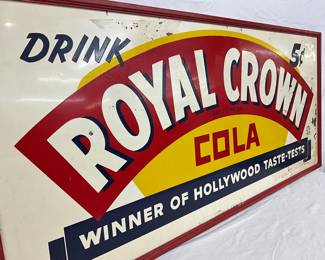 DRINK
5¢
ROYAL CROWN
COLA
WINNER OF HOLLYWOOD TASTE-TESTS